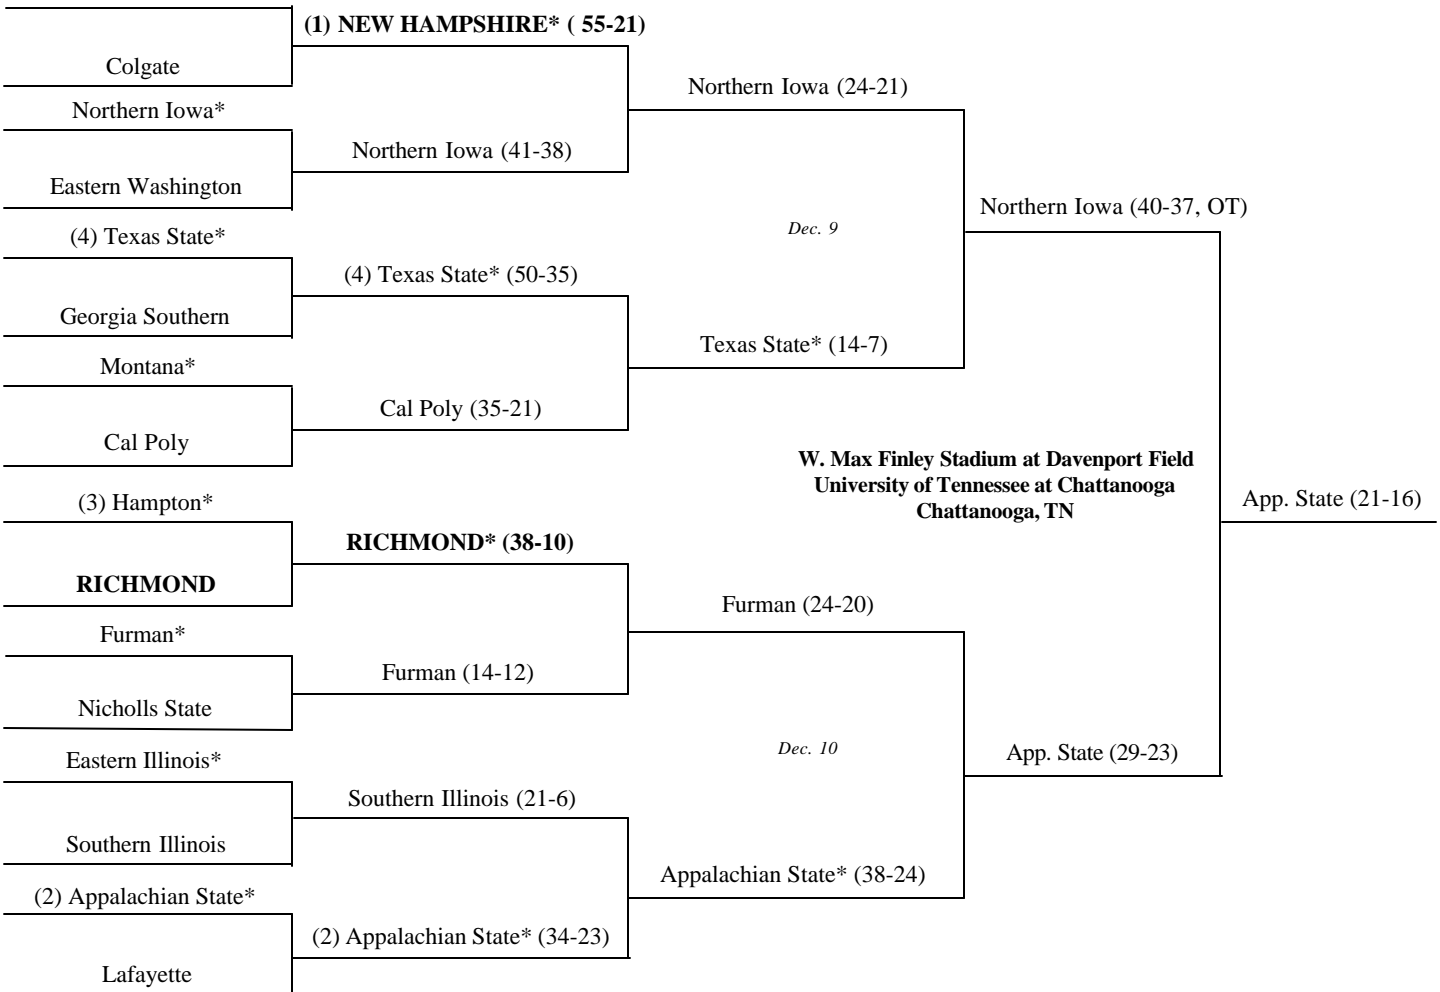 (1) NEW HAMPSHIRE* ( 55-21)
Colgate
Northern Iowa*
Eastern Washington
(4) Texas State*
Georgia Southern
Montana*
Cal Poly
(3) Hampton*
RICHMOND
Furman*
Nicholls State
Eastern Illinois*
Southern Illinois
(2) Appalachian State*
Lafayette
Northern Iowa (41-38)
(4) Texas State* (50-35)
Cal Poly (35-21)
RICHMOND* (38-10)
Furman (14-12)
Southern Illinois (21-6)
(2) Appalachian State* (34-23)
Northern Iowa (24-21)
Dec. 9
Texas State* (14-7)
W. Max Finley Stadium at Davenport Field
University of Tennessee at Chattanooga
Chattanooga, TN
Furman (24-20)
Dec. 10
Appalachian State* (38-24)
Northern Iowa (40-37, OT)
App. State (29-23)
App. State (21-16)